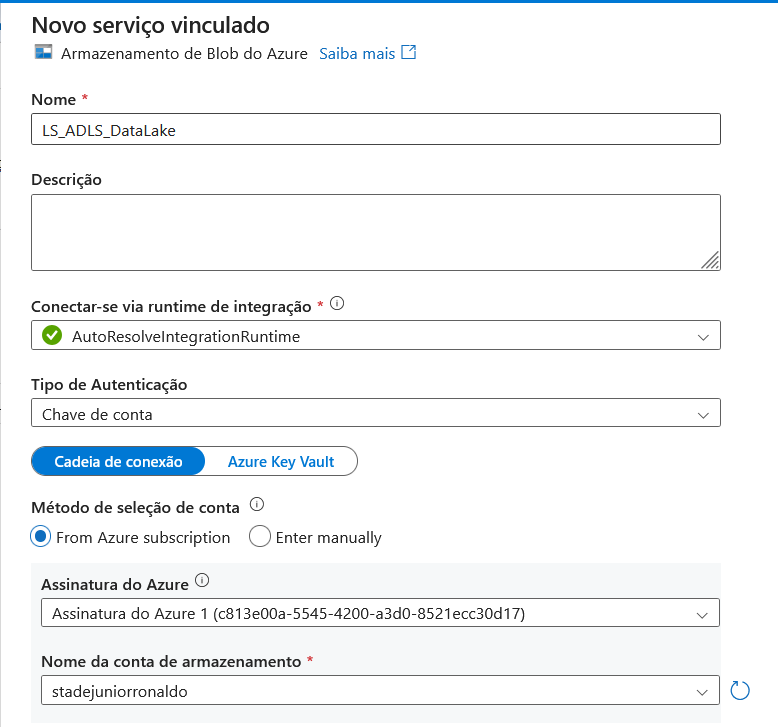 Novo serviço vinculado
Armazenamento de Blob do Azure Saiba mais
Nome *
LS_ADLS_DataLake
Descrição
Conectar-se via runtime de integração *
AutoResolveIntegrationRuntime
Tipo de Autenticação
Chave de conta
Cadeia de conexão Azure Key Vault
Método de seleção de conta
From Azure subscription Enter manually
Assinatura do Azure
Assinatura do Azure 1 (c813e00a-5545-4200-a3d0-8521ecc30d17)
Nome da conta de armazenamento *
stadejuniorronaldo